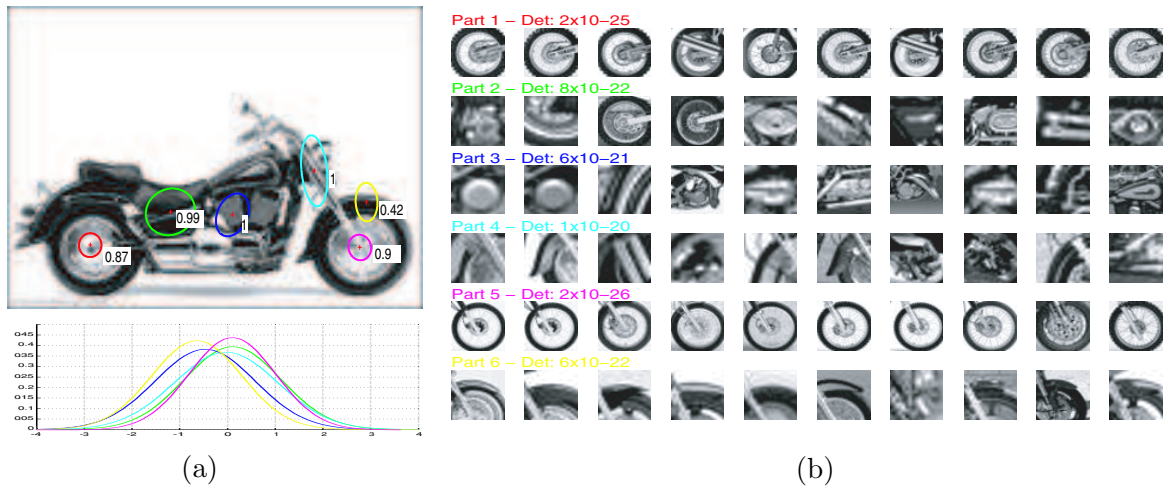 0.87
0.99
1
1
0.42
0.9
0.45
0.4
0.35
0.3
0.25
0.2
0.15
0.1
0.05
0
-4 -3 -2 -1 0 1 2 3 4
(a)
Part 1 – Det: 2x10–25
Part 2 – Det: 8x10–22
Part 3 – Det: 6x10–21
Part 4 – Det: 1x10–20
Part 5 – Det: 2x10–26
Part 6 – Det: 6x10–22
(b)